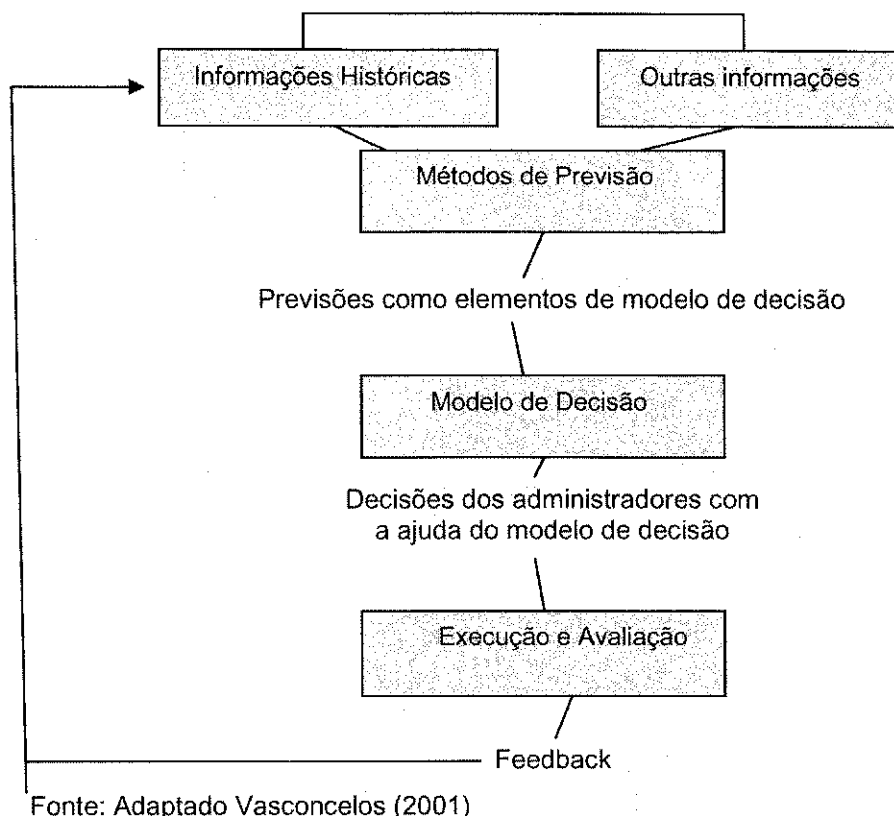 Informações Históricas
Outras informações
Métodos de Previsão
Previsões como elementos de modelo de decisão
Modelo de Decisão
Decisões dos administradores com
a ajuda do modelo de decisão
Execução e Avaliação
Feedback
Fonte: Adaptado Vasconcelos (2001)